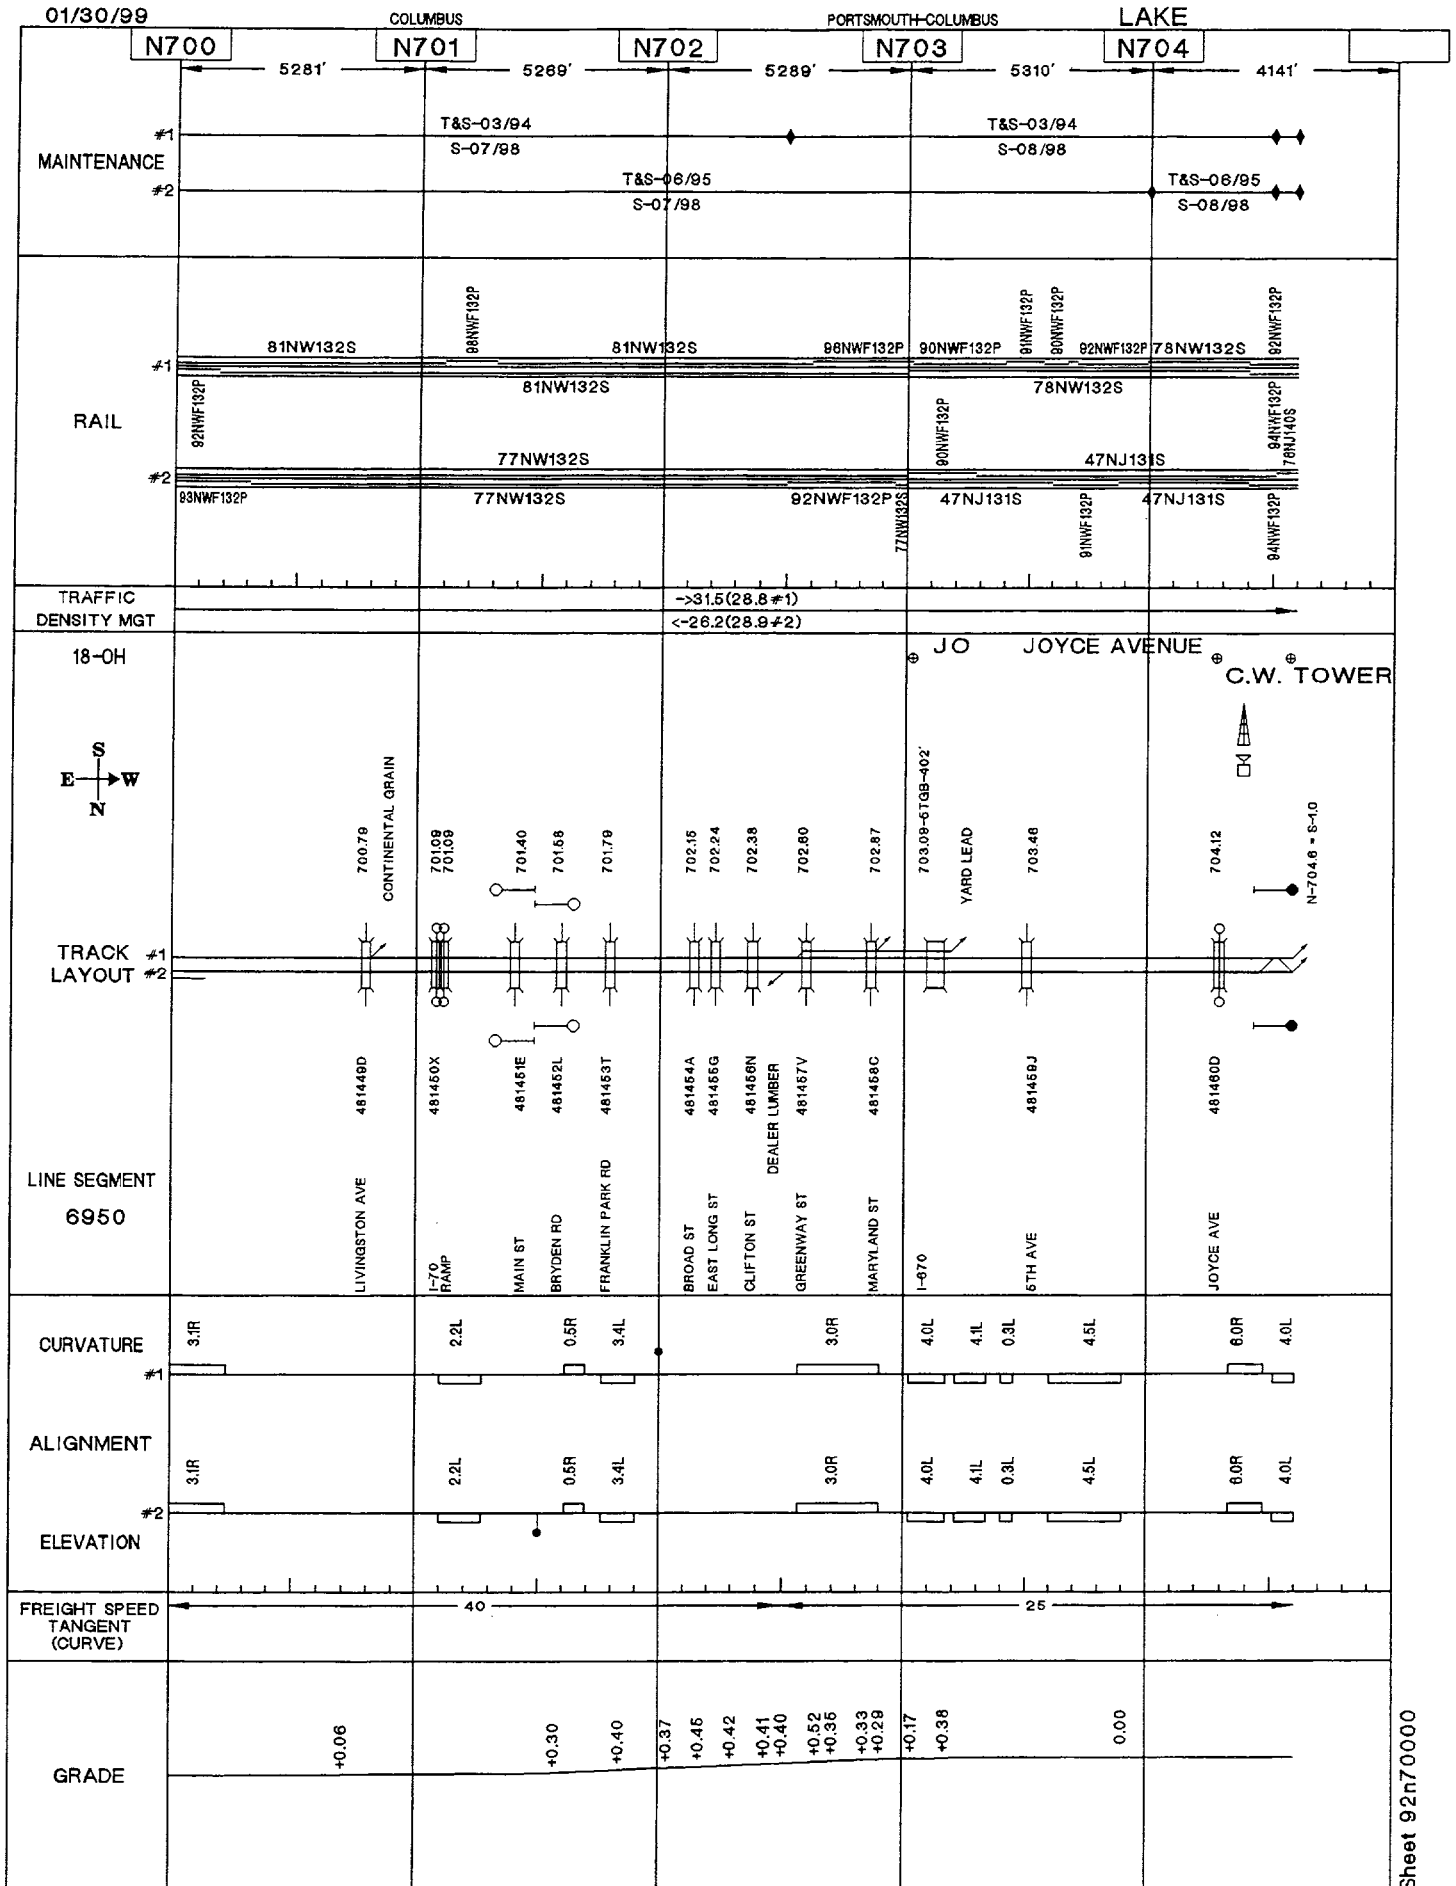 01/30/99
COLUMBUS
PORTSMOUTH-COLUMBUS
LAKE
N700
N701
N702
N703
N704
5281'
5269'
5289'
5310'
4141'
MAINTENANCE
#1
T&S-03/94
S-07/98
T&S-03/94
S-08/98
#2
T&S-06/95
S-07/98
T&S-06/95
S-08/98
RAIL
98NWF132P
91NWF132P
90NWF132P
92NWF132P
#1
81NW132S
81NW132S
96NWF132P
90NWF132P
92NWF132P
78NW132S
81NW132S
78NW132S
92NWF132P
90NWF132P
94NWF132P
78NJ140S
#2
77NW132S
47NJ131S
93NWF132P
77NW132S
92NWF132P
77NW132S
47NJ131S
47NJ131S
91NWF132P
94NWF132P
TRAFFIC
DENSITY MGT
->31.5(28.8#1)
<-26.2(28.9#2)
18-OH
JO
JOYCE AVENUE
C.W. TOWER
S
E
W
N
700.79
CONTINENTAL GRAIN
701.09
701.09
701.40
701.58
701.79
702.15
702.24
702.38
702.60
702.87
703.09-5TGB-402'
YARD LEAD
703.48
704.12
N-704.6 = S-1.0
TRACK
LAYOUT
#1
#2
481449D
481450X
481451E
481452L
481453T
481454A
481455G
481456N
DEALER LUMBER
481457V
481458C
481459J
481460D
LINE SEGMENT
6950
LIVINGSTON AVE
I-70
RAMP
MAIN ST
BRYDEN RD
FRANKLIN PARK RD
BROAD ST
EAST LONG ST
CLIFTON ST
GREENWAY ST
MARYLAND ST
I-670
5TH AVE
JOYCE AVE
CURVATURE
#1
3.1R
2.2L
0.5R
3.4L
3.0R
4.0L
4.1L
0.3L
4.5L
6.0R
4.0L
ALIGNMENT
3.1R
2.2L
0.5R
3.4L
3.0R
4.0L
4.1L
0.3L
4.5L
6.0R
4.0L
#2
ELEVATION
FREIGHT SPEED
TANGENT
(CURVE)
40
25
GRADE
+0.06
+0.30
+0.40
+0.37
+0.45
+0.42
+0.41
+0.40
+0.52
+0.35
+0.33
+0.29
+0.17
+0.38
0.00
Sheet 92n70000